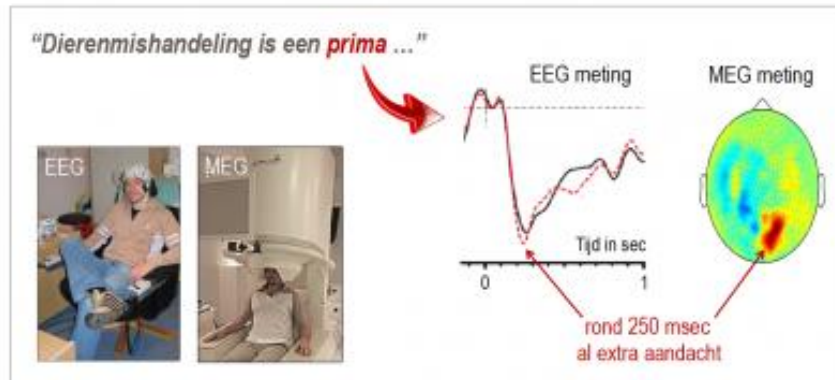 “Dierenmishandeling is een prima ...”
EEG meting
MEG meting
EEG
MEG
Tijd in sec
0
1
rond 250 msec
al extra aandacht